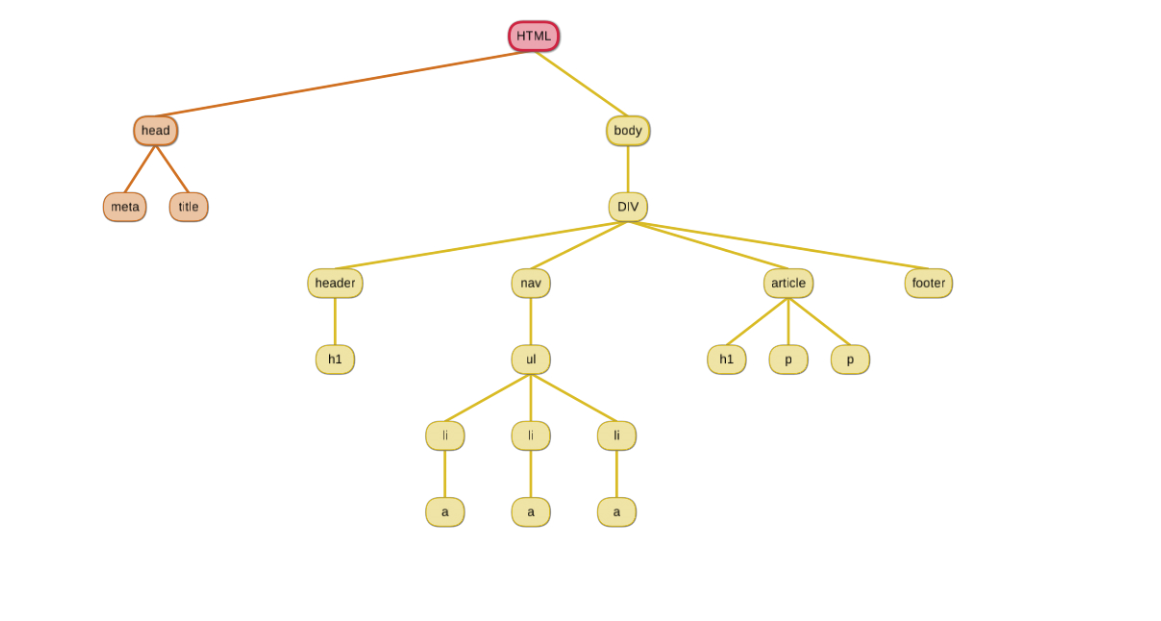 HTML
head
body
meta
title
DIV
header
nav
article
footer
h1
ul
h1
p
p
li
li
li
a
a
a